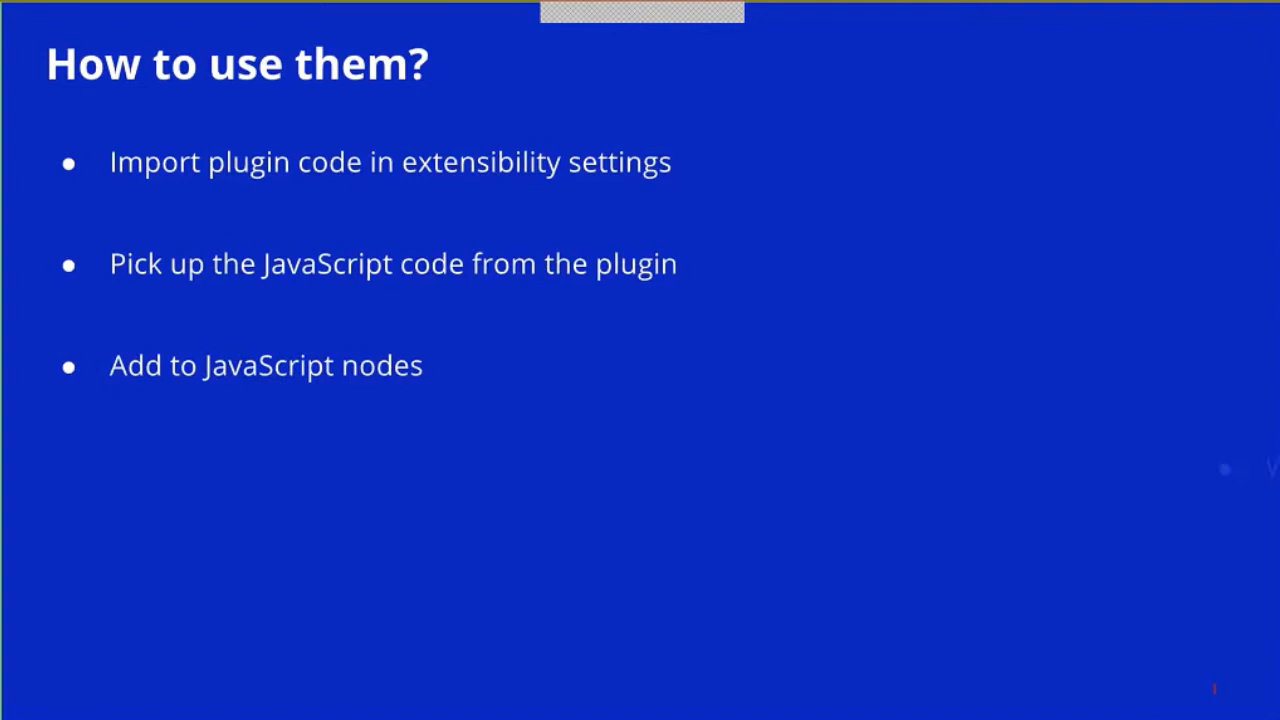 How to use them?
● Import plugin code in extensibility settings
● Pick up the JavaScript code from the plugin
● Add to JavaScript nodes